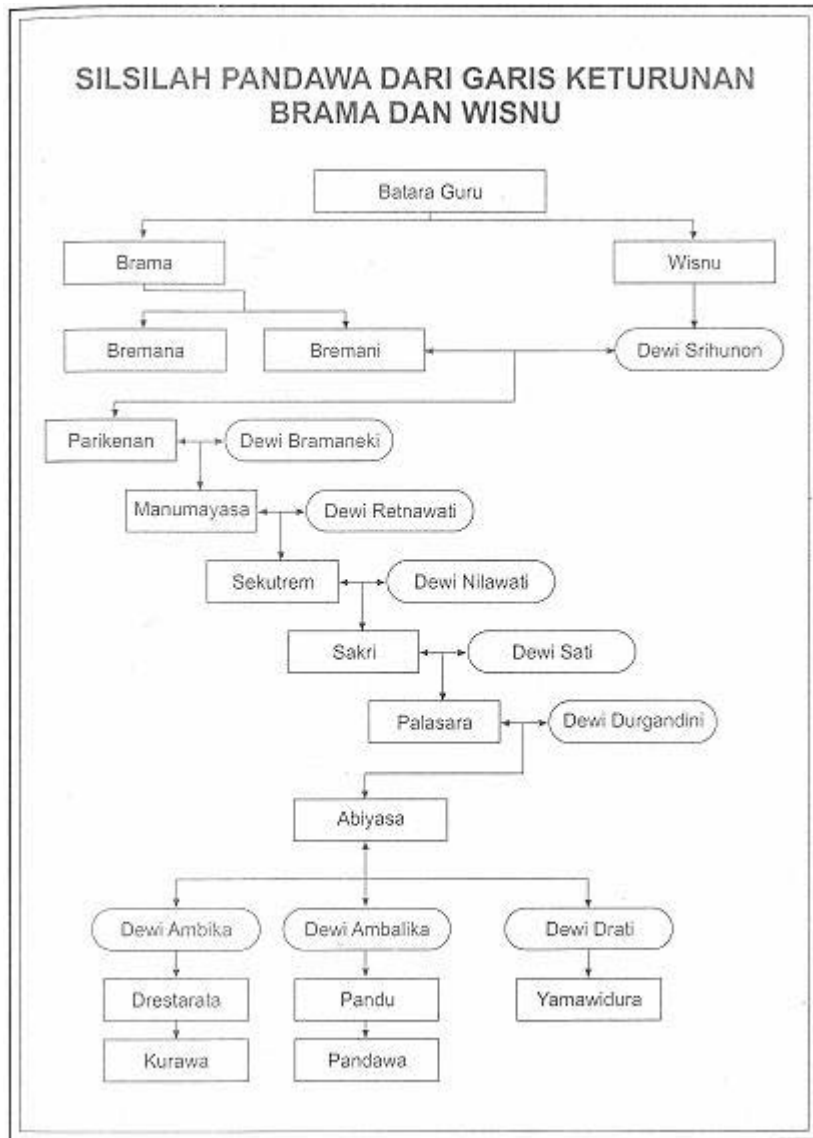 SILSILAH PANDAWA DARI GARIS KETURUNAN
BRAMA DAN WISNU
Batara Guru
Brama
Wisnu
Bremana
Bremani
Dewi Srihunon
Parikenan
Dewi Bramaneki
Manumayasa
Dewi Retnawati
Sekutrem
Dewi Nilawati
Sakri
Dewi Sati
Palasara
Dewi Durgandini
Abiyasa
Dewi Ambika
Dewi Ambalika
Dewi Drati
Drestarata
Pandu
Yamawidura
Kurawa
Pandawa